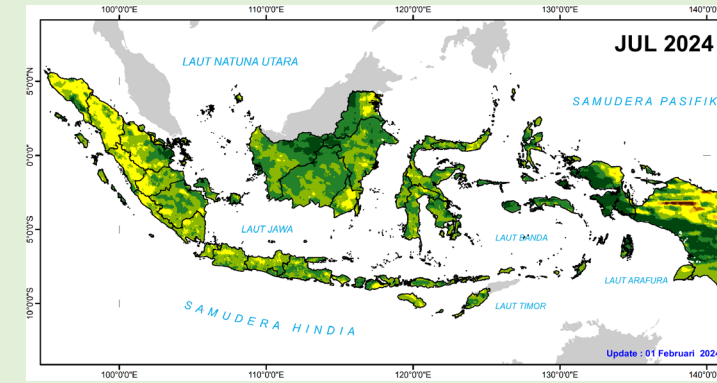 100°0'0"E 110°0'0"E 120°0'0"E 130°0'0"E 140°0'0"E
JUL 2024
LAUT NATUNA UTARA
5°0'0"N
SAMUDERA PASIFIK
0°0'0"
5°0'0"S
LAUT JAWA
LAUT BANDA
LAUT ARAFURA
10°0'0"S
SAMUDERA HINDIA
LAUT TIMOR
Update : 01 Februari 2024
100°0'0"E 110°0'0"E 120°0'0"E 130°0'0"E